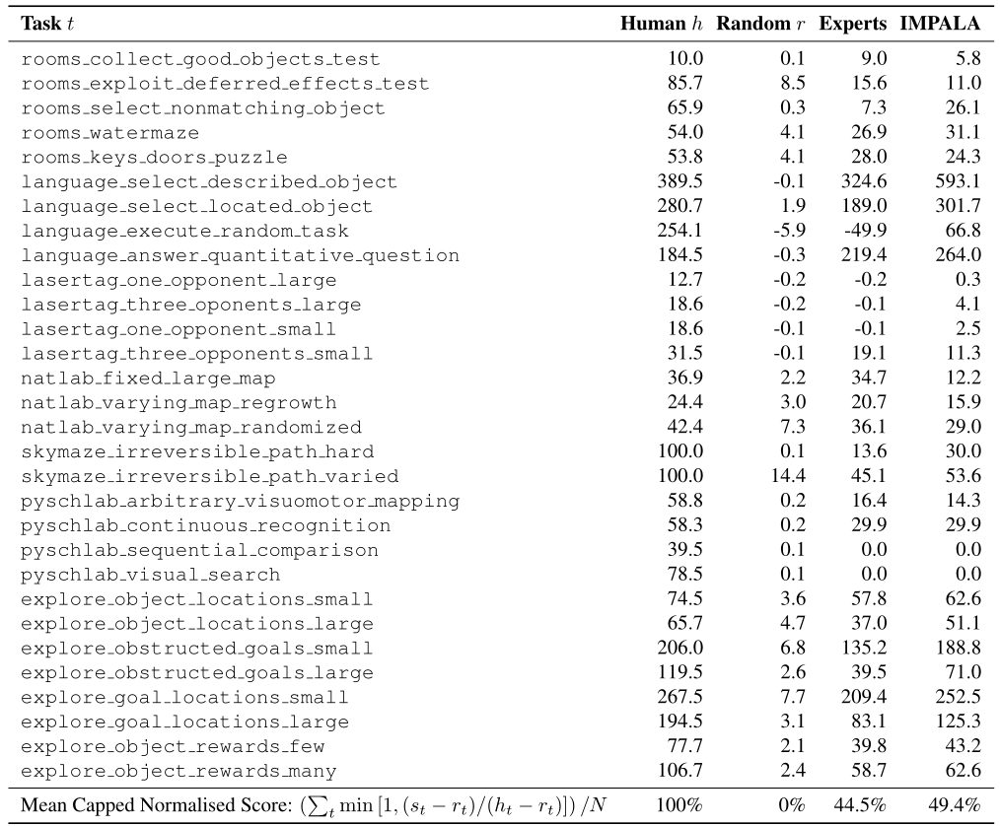 Task t Human h Random r Experts IMPALA
rooms_collect_good_objects_test 10.0 0.1 9.0 5.8
rooms_exploit_deferred_effects_test 85.7 8.5 15.6 11.0
rooms_select_nonmatching_object 65.9 0.3 7.3 26.1
rooms_watermaze 54.0 4.1 26.9 31.1
rooms_keys_doors_puzzle 53.8 4.1 28.0 24.3
language_select_described_object 389.5 -0.1 324.6 593.1
language_select_located_object 280.7 1.9 189.0 301.7
language_execute_random_task 254.1 -5.9 -49.9 66.8
language_answer_quantitative_question 184.5 -0.3 219.4 264.0
lasertag_one_opponent_large 12.7 -0.2 -0.2 0.3
lasertag_three_oponents_large 18.6 -0.2 -0.1 4.1
lasertag_one_opponent_small 18.6 -0.1 -0.1 2.5
lasertag_three_opponents_small 31.5 -0.1 19.1 11.3
natlab_fixed_large_map 36.9 2.2 34.7 12.2
natlab_varying_map_regrowth 24.4 3.0 20.7 15.9
natlab_varying_map_randomized 42.4 7.3 36.1 29.0
skymaze_irreversible_path_hard 100.0 0.1 13.6 30.0
skymaze_irreversible_path_varied 100.0 14.4 45.1 53.6
pyschlab_arbitrary_visuomotor_mapping 58.8 0.2 16.4 14.3
pyschlab_continuous_recognition 58.3 0.2 29.9 29.9
pyschlab_sequential_comparison 39.5 0.1 0.0 0.0
pyschlab_visual_search 78.5 0.1 0.0 0.0
explore_object_locations_small 74.5 3.6 57.8 62.6
explore_object_locations_large 65.7 4.7 37.0 51.1
explore_obstructed_goals_small 206.0 6.8 135.2 188.8
explore_obstructed_goals_large 119.5 2.6 39.5 71.0
explore_goal_locations_small 267.5 7.7 209.4 252.5
explore_goal_locations_large 194.5 3.1 83.1 125.3
explore_object_rewards_few 77.7 2.1 39.8 43.2
explore_object_rewards_many 106.7 2.4 58.7 62.6
Mean Capped Normalised Score: (∑_t min [1, (s_t − r_t)/(h_t − r_t)]) /N 100% 0% 44.5% 49.4%